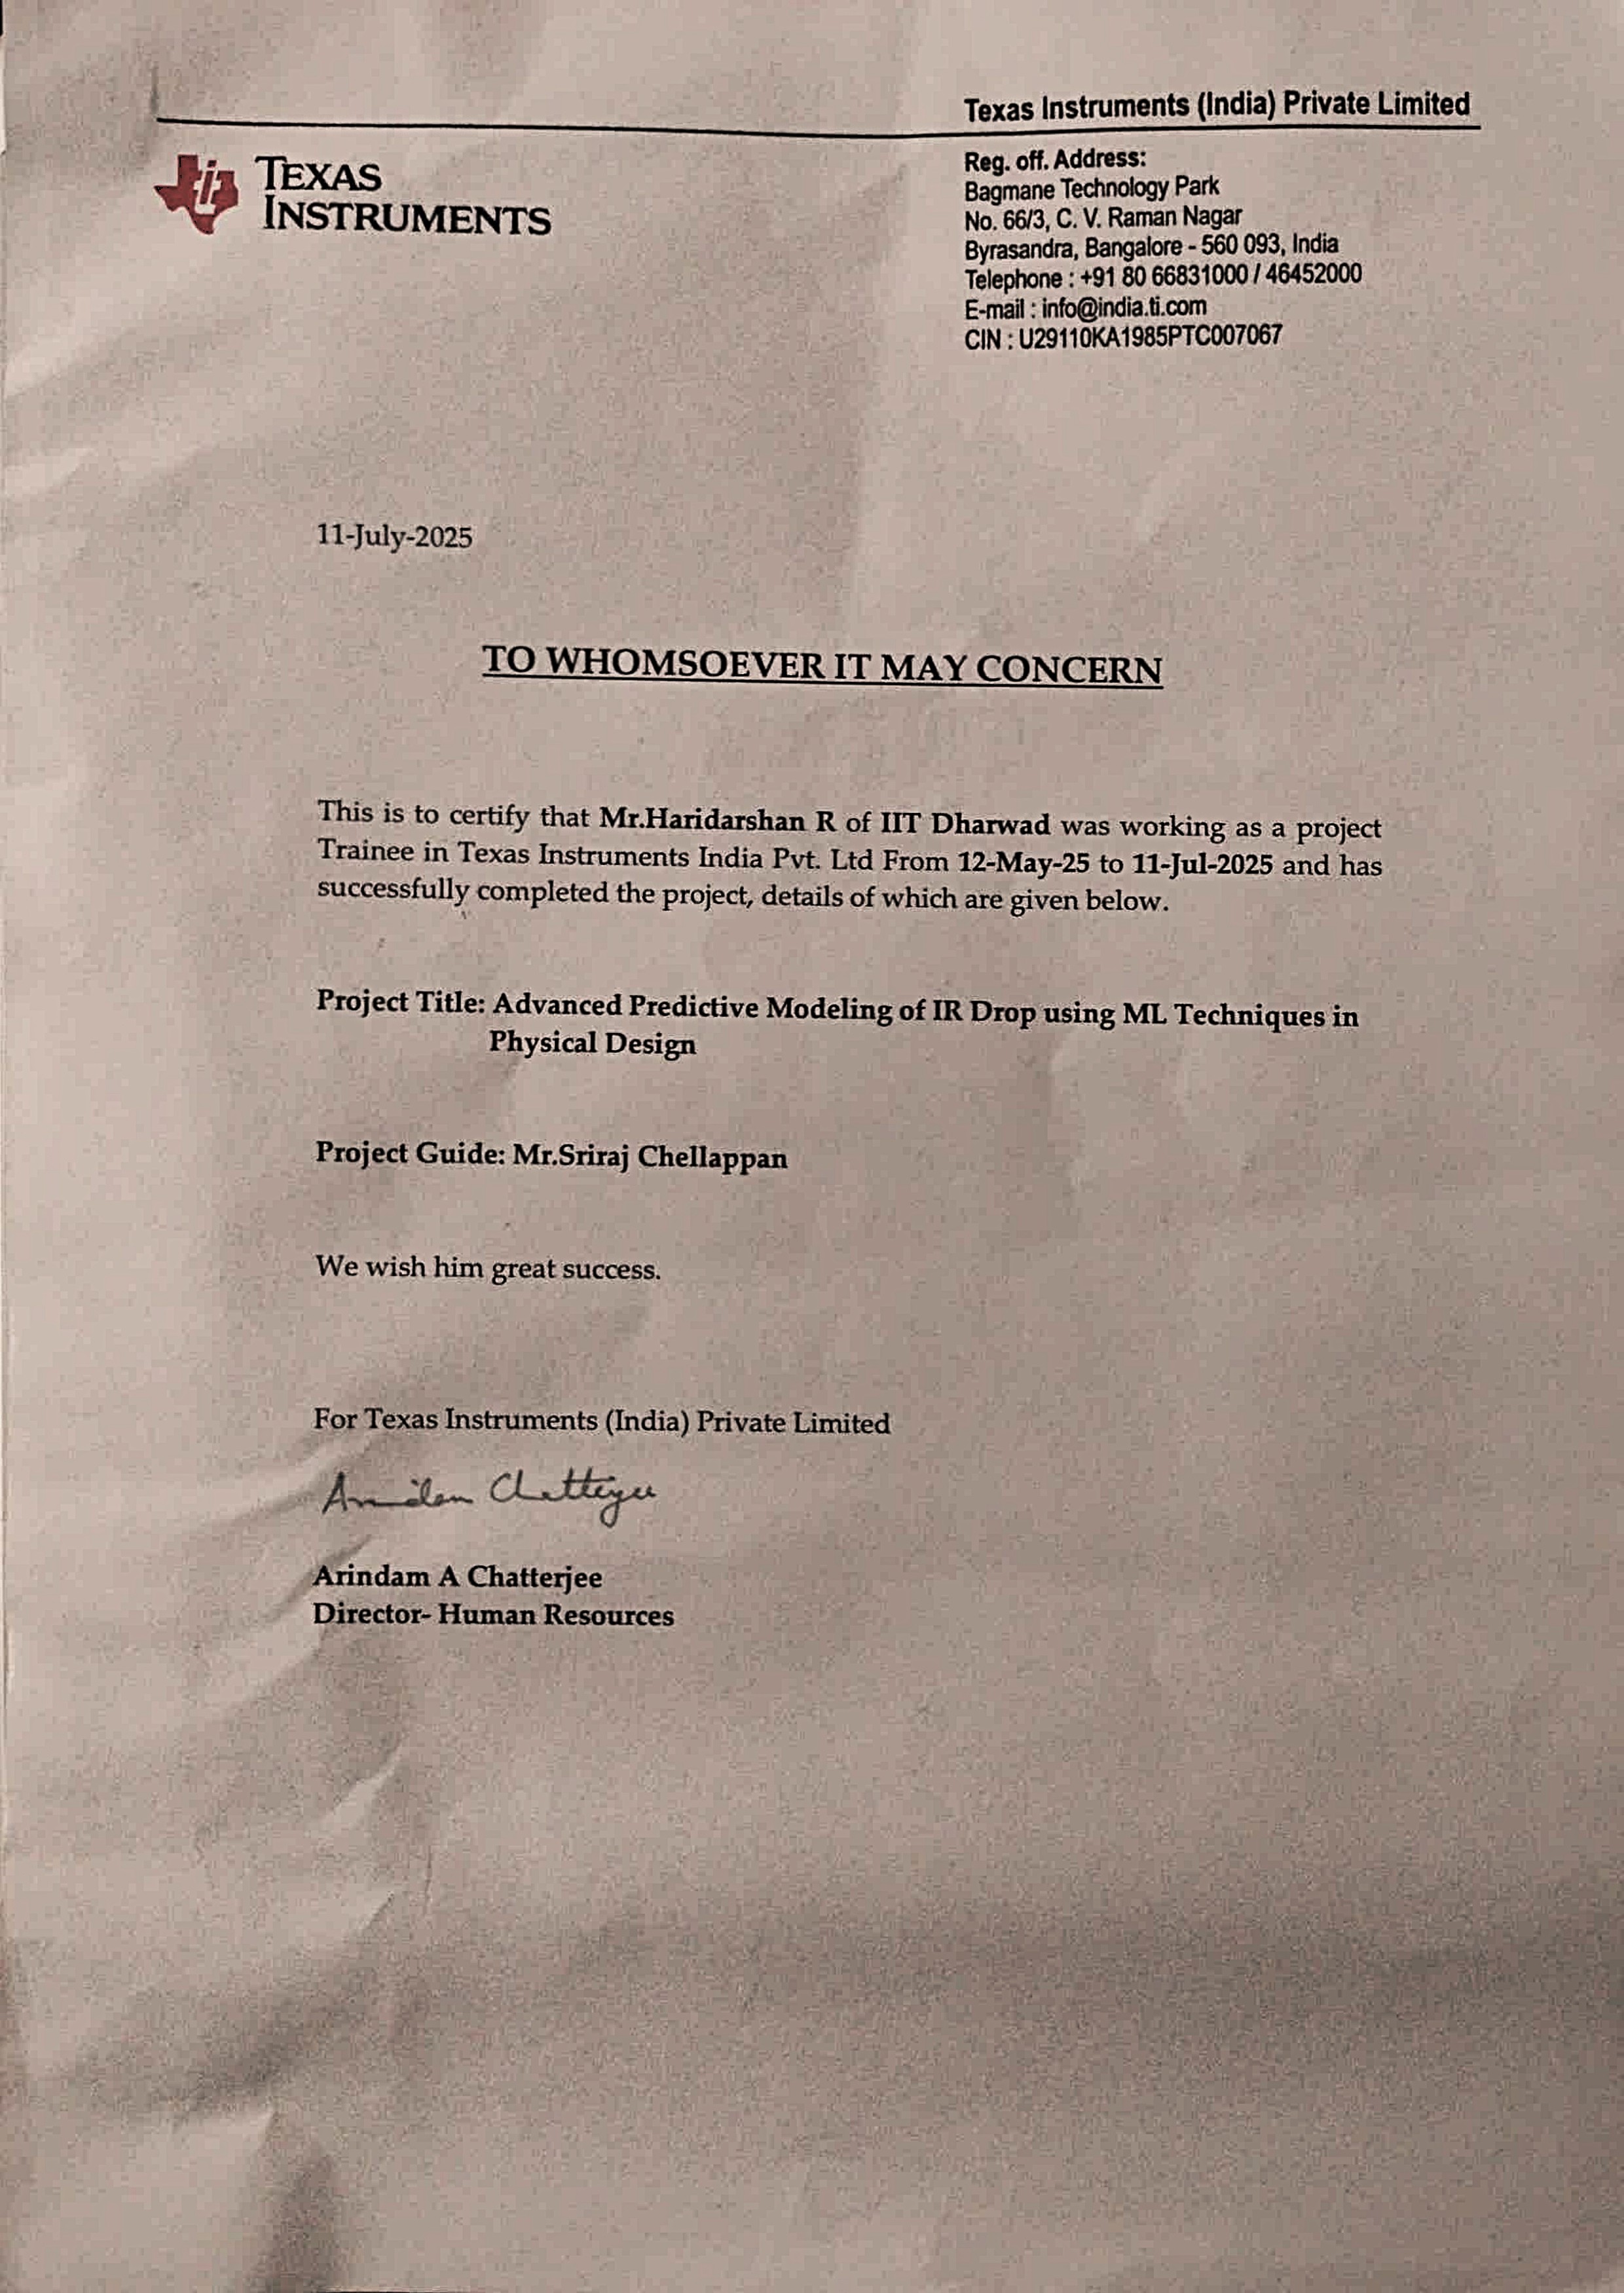 Texas Instruments (India) Private Limited
TEXAS
INSTRUMENTS
Reg. off. Address:
Bagmane Technology Park
No. 66/3, C. V. Raman Nagar
Byrasandra, Bangalore - 560 093, India
Telephone : +91 80 66831000 / 46452000
E-mail : info@india.ti.com
CIN : U29110KA1985PTC007067
11-July-2025
TO WHOMSOEVER IT MAY CONCERN
This is to certify that Mr.Haridarshan R of IIT Dharwad was working as a project
Trainee in Texas Instruments India Pvt. Ltd From 12-May-25 to 11-Jul-2025 and has
successfully completed the project, details of which are given below.
Project Title: Advanced Predictive Modeling of IR Drop using ML Techniques in
Physical Design
Project Guide: Mr.Sriraj Chellappan
We wish him great success.
For Texas Instruments (India) Private Limited
Arindam Chatterjee
Arindam A Chatterjee
Director- Human Resources